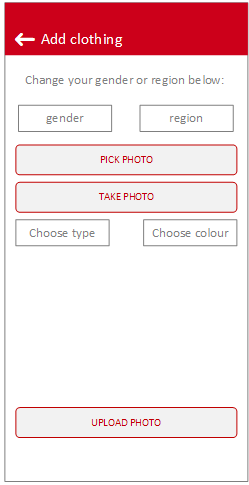 Add clothing
Change your gender or region below:
gender region
PICK PHOTO
TAKE PHOTO
Choose type Choose colour
UPLOAD PHOTO